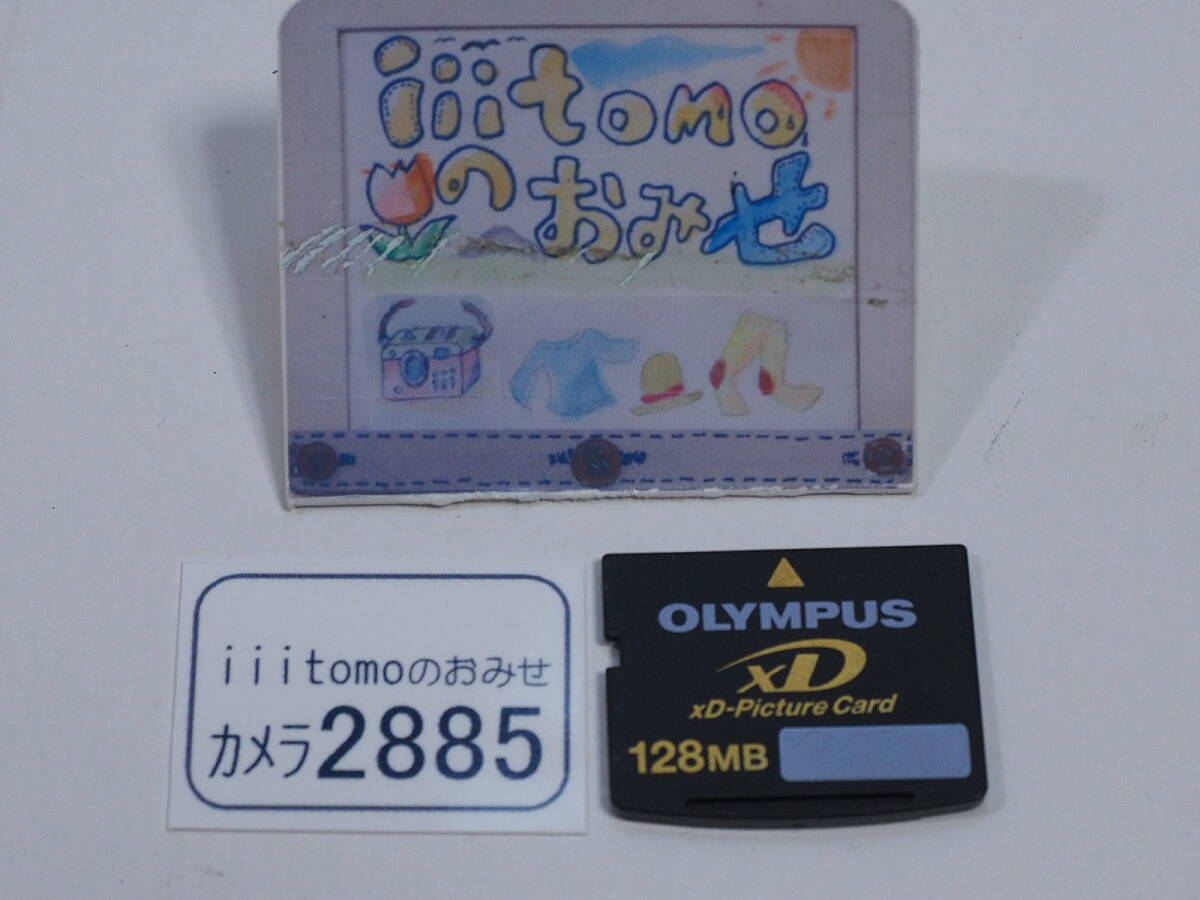 iiitomo
のおみせ
iiitomoのおみせ
カメラ2885
OLYMPUS
xD
xD-Picture Card
128MB